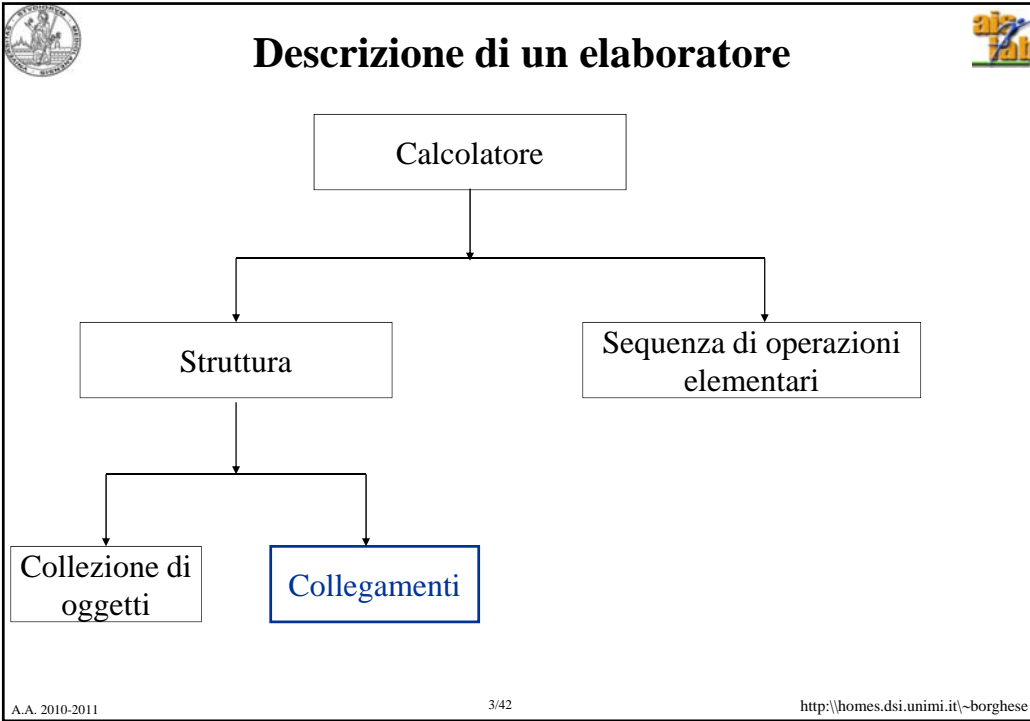 Descrizione di un elaboratore
Calcolatore
Struttura
Sequenza di operazioni
elementari
Collezione di
oggetti
Collegamenti
A.A. 2010-2011
3/42
http:\\homes.dsi.unimi.it\~borghese